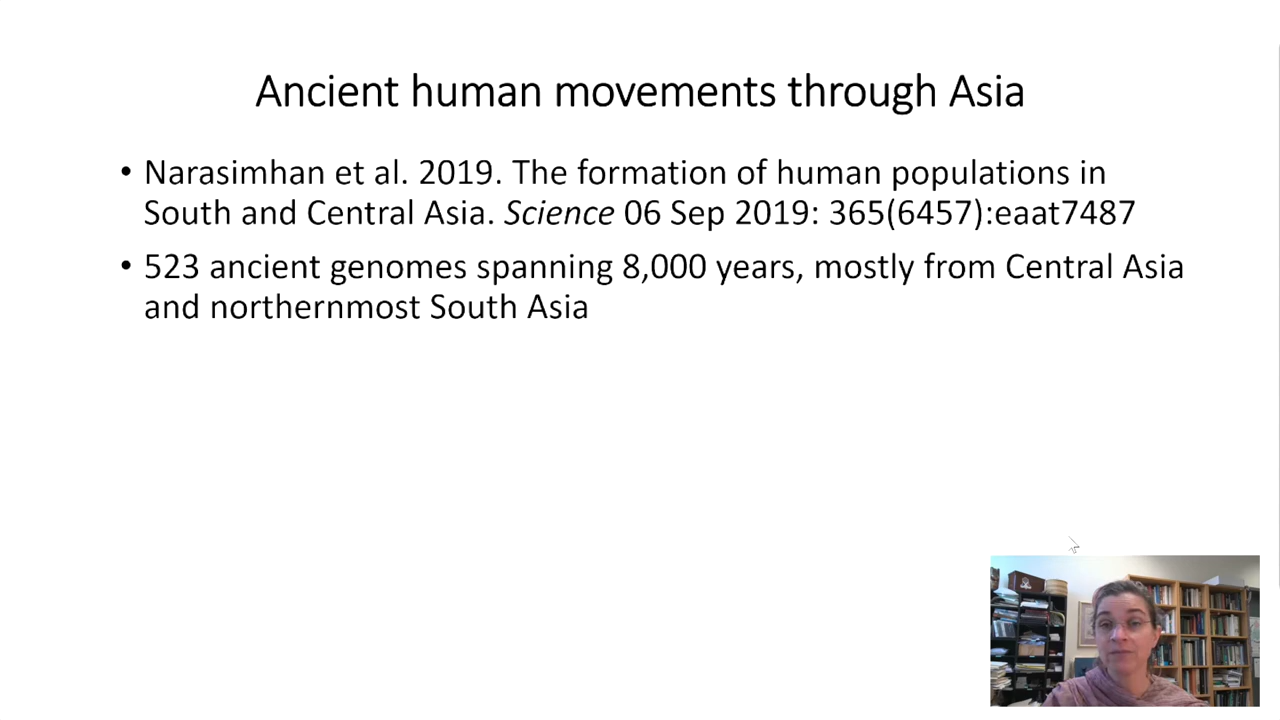 Ancient human movements through Asia
• Narasimhan et al. 2019. The formation of human populations in
South and Central Asia. Science 06 Sep 2019: 365(6457):eaat7487
• 523 ancient genomes spanning 8,000 years, mostly from Central Asia
and northernmost South Asia